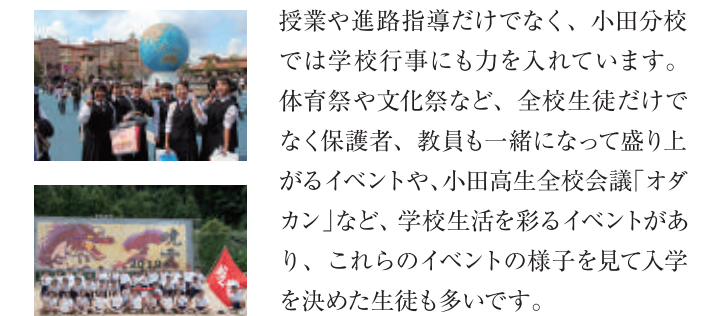 授業や進路指導だけでなく、小田分校
では学校行事にも力を入れています。
体育祭や文化祭など、全校生徒だけで
なく保護者、教員も一緒になって盛り上
がるイベントや、小田高生全校会議「オダ
カン」など、学校生活を彩るイベントがあ
り、これらのイベントの様子を見て入学
を決めた生徒も多いです。